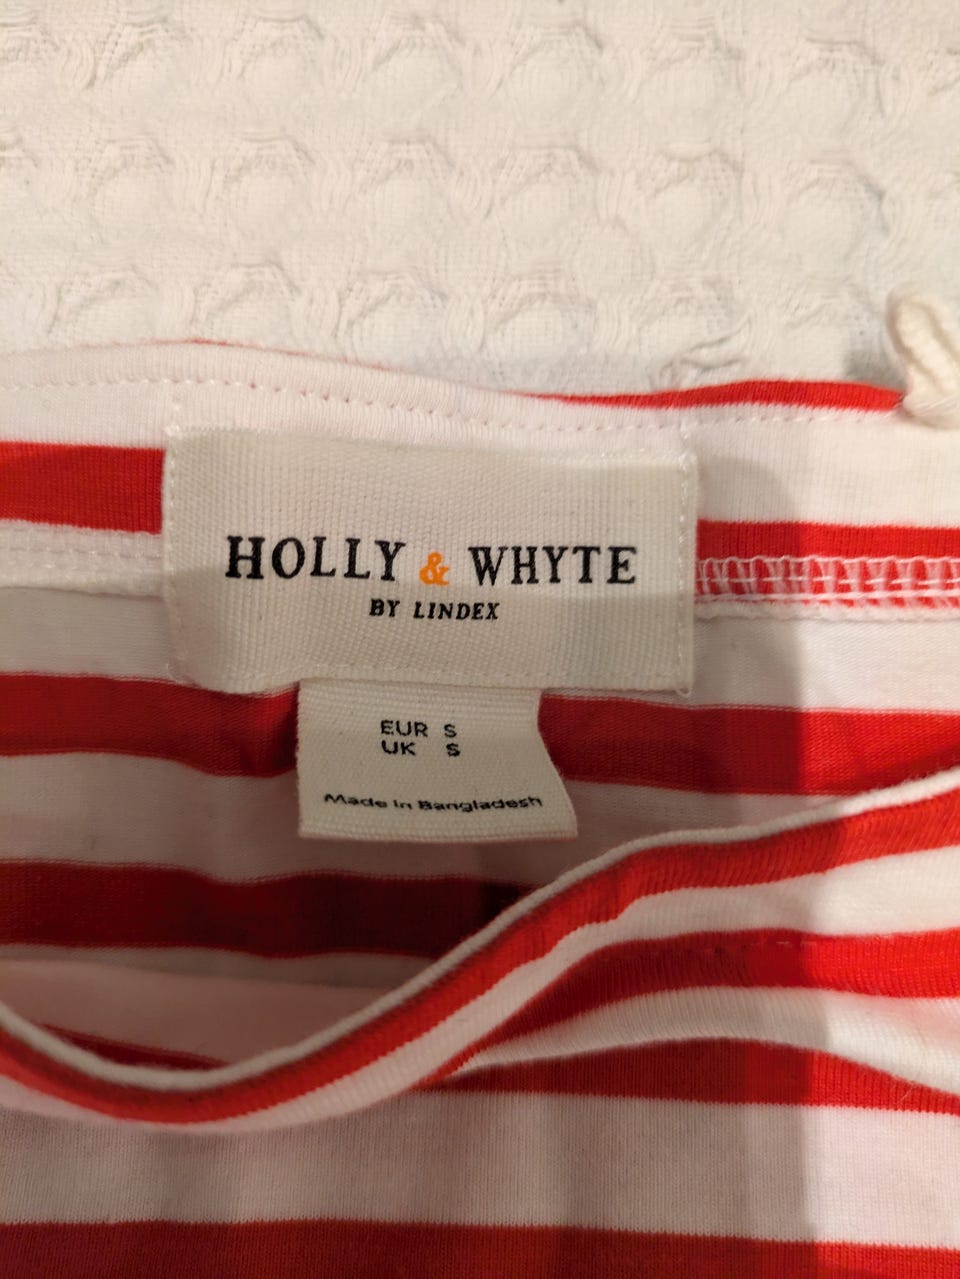 HOLLY & WHYTE
BY LINDEX
EUR S
UK S
Made in Bangladesh